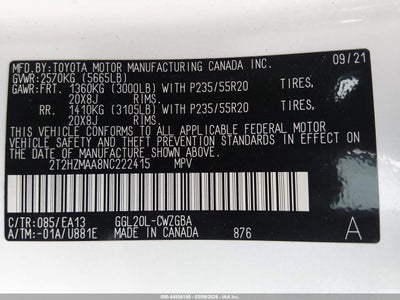 MFD.BY:TOYOTA MOTOR MANUFACTURING CANADA INC. 09/21
GVWR:2570KG (5665LB)
GAWR:FRT. 1360KG (3000LB) WITH P235/55R20 TIRES,
20X8J RIMS.
RR. 1410KG (3105LB) WITH P235/55R20 TIRES,
20X8J RIMS.
THIS VEHICLE CONFORMS TO ALL APPLICABLE FEDERAL MOTOR
VEHICLE SAFETY STANDARDS IN EFFECT ON THE DATE OF
MANUFACTURE SHOWN ABOVE.
2T2HZMAA8NC222415 MPV
C/TR:085/EA13 GGL20L-CWZGBA
A/TM:-01A/U881E MADE IN CANADA 876 A